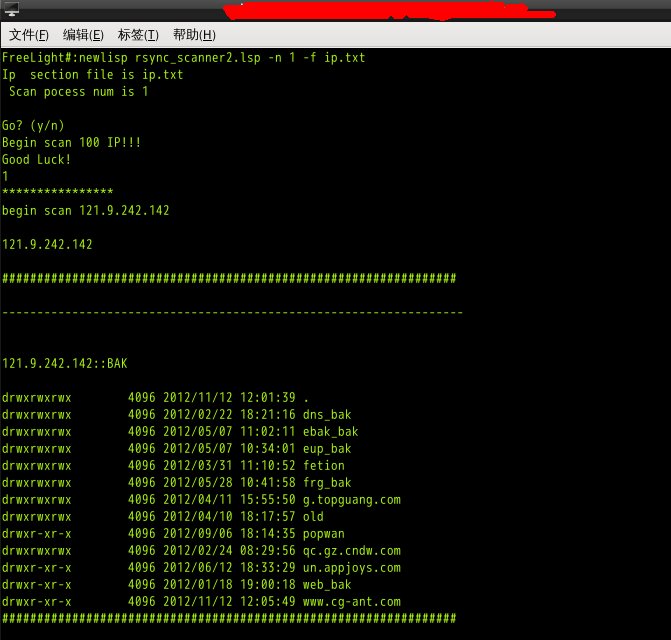 文件(F) 编辑(E) 标签(T) 帮助(H)
FreeLight#:newlisp rsync_scanner2.lsp -n 1 -f ip.txt
Ip  section file is ip.txt
 Scan pocess num is 1
Go? (y/n)
Begin scan 100 IP!!!
Good Luck!
1
****************
begin scan 121.9.242.142
121.9.242.142
#################################################################
------------------------------------------------------------------
121.9.242.142::BAK
drwxrwxrwx        4096 2012/11/12 12:01:39 .
drwxrwxrwx        4096 2012/02/22 18:21:16 dns_bak
drwxrwxrwx        4096 2012/05/07 11:02:11 ebak_bak
drwxrwxrwx        4096 2012/05/07 10:34:01 eup_bak
drwxrwxrwx        4096 2012/03/31 11:10:52 fetion
drwxrwxrwx        4096 2012/05/28 10:41:58 frg_bak
drwxrwxrwx        4096 2012/04/11 15:55:50 g.topguang.com
drwxrwxrwx        4096 2012/04/10 18:17:57 old
drwxr-xr-x        4096 2012/09/06 18:14:35 popwan
drwxrwxrwx        4096 2012/02/24 08:29:56 qc.gz.cndw.com
drwxr-xr-x        4096 2012/06/12 18:33:29 un.appjoys.com
drwxrwxrwx        4096 2012/01/18 19:00:18 web_bak
drwxr-xr-x        4096 2012/11/12 12:05:49 www.cg-ant.com
#################################################################